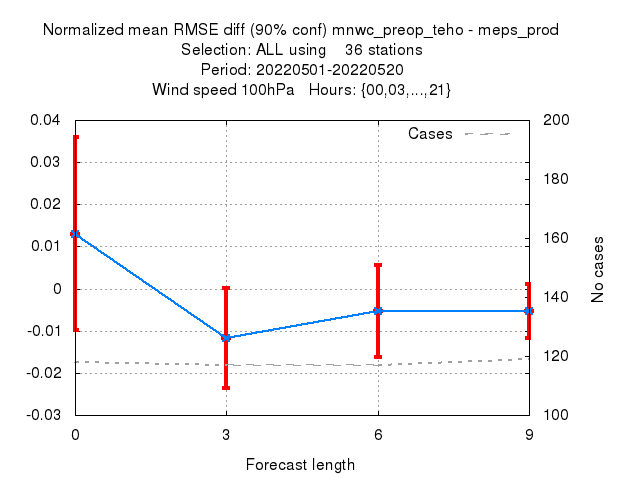 Normalized mean RMSE diff (90% conf) mnwc_preop_teho - meps_prod
Selection: ALL using    36 stations
Period: 20220501-20220520
Wind speed 100hPa   Hours: {00,03,...,21}
Cases
0.04
0.03
0.02
0.01
0
-0.01
-0.02
-0.03
200
180
160
140
120
100
No cases
0 3 6 9
Forecast length